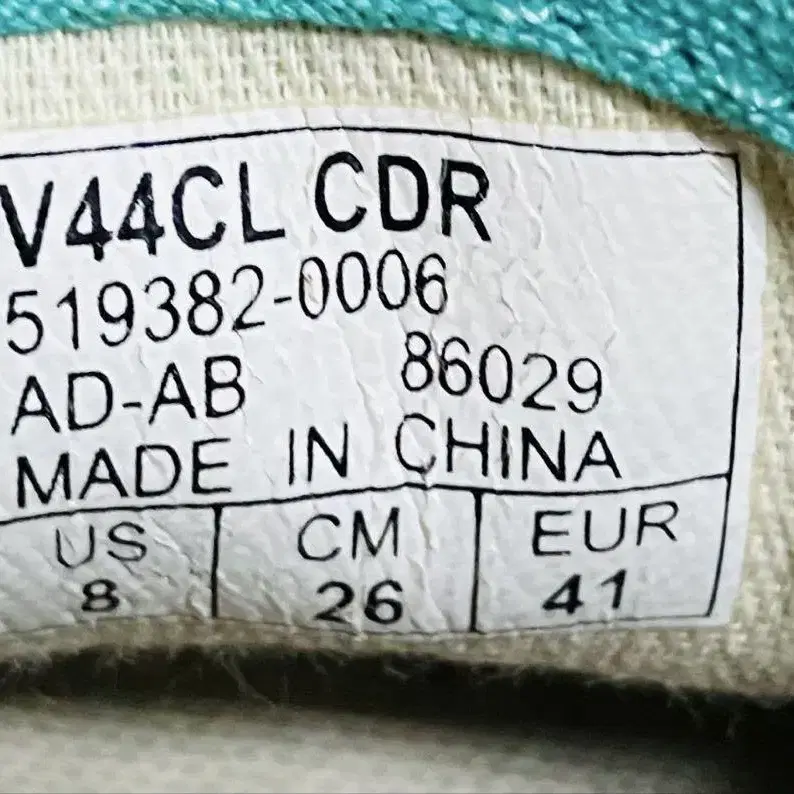 V44CL CDR
519382-0006
AD-AB 86029
MADE IN CHINA
US CM EUR
8 26 41